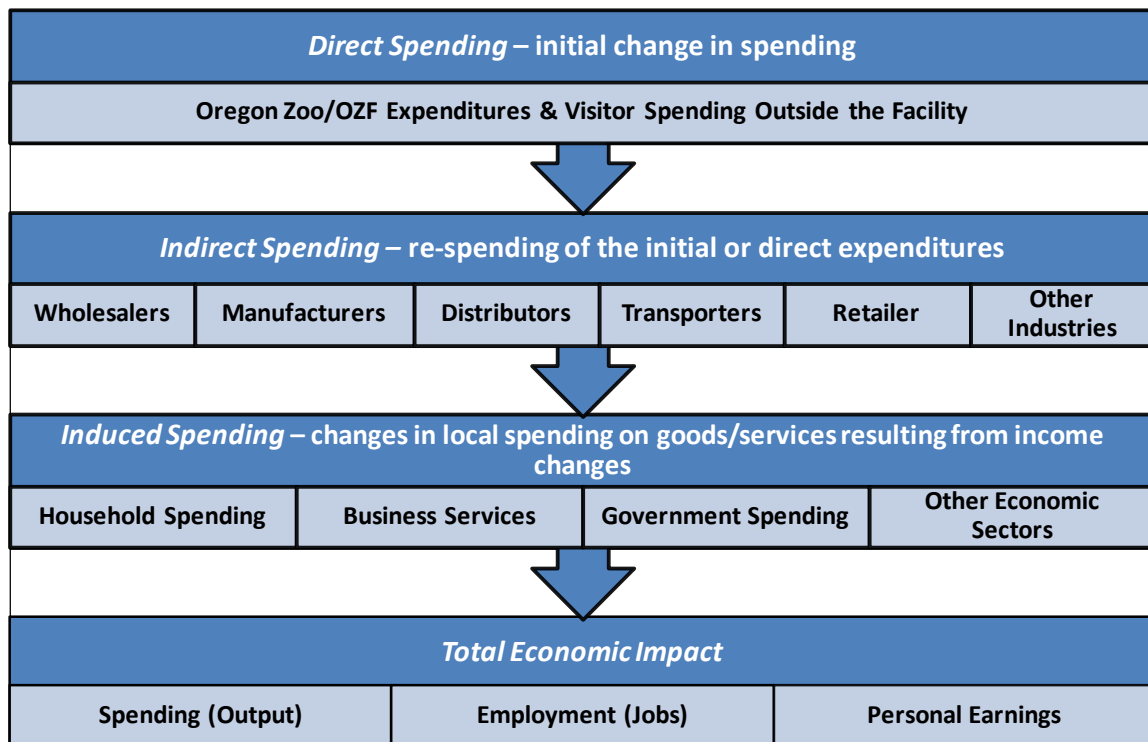 Direct Spending – initial change in spending
Oregon Zoo/OZF Expenditures & Visitor Spending Outside the Facility
Indirect Spending – re-spending of the initial or direct expenditures
Wholesalers
Manufacturers
Distributors
Transporters
Retailer
Other
Industries
Induced Spending – changes in local spending on goods/services resulting from income
changes
Household Spending
Business Services
Government Spending
Other Economic
Sectors
Total Economic Impact
Spending (Output)
Employment (Jobs)
Personal Earnings